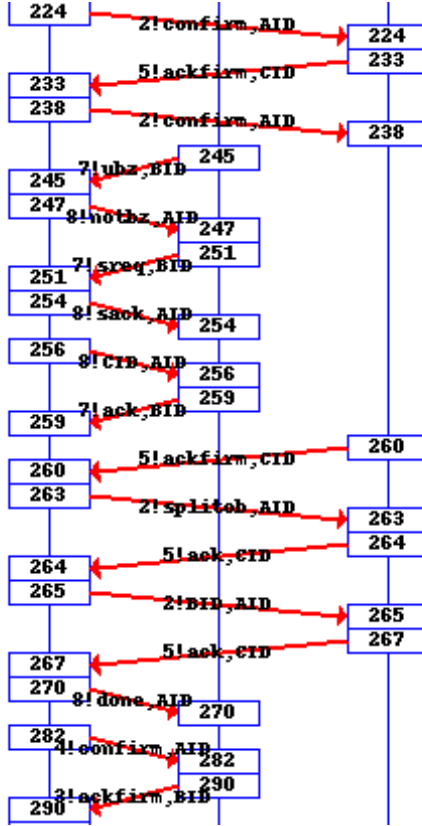 224
2!confirm,AID
224
233
5!ackfirm,CID
233
238
2!confirm,AID
238
245
7!ubz,BID
245
247
8!notbz,AID
247
251
7!sreq,BID
251
254
8!sack,AID
254
256
8!CID,AID
256
259
7!ack,BID
259
260
5!ackfirm,CID
260
263
2!splitob,AID
263
264
5!ack,CID
264
265
2!BID,AID
265
267
5!ack,CID
267
270
8!done,AID
270
282
4!confirm,AID
282
290
3!ackfirm,BID
290